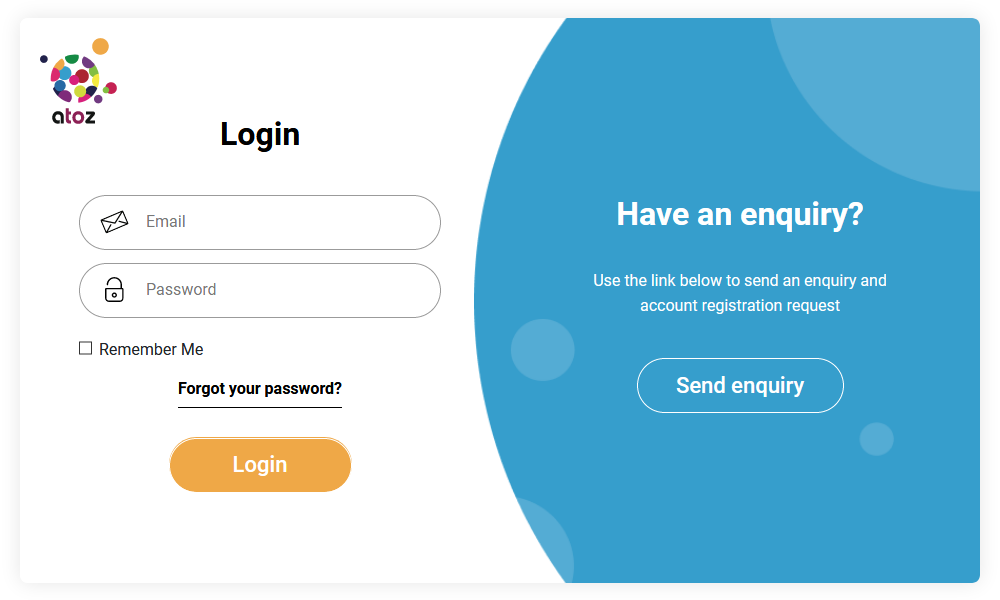 atoz
Login
Email
Password
Remember Me
Forgot your password?
Login
Have an enquiry?
Use the link below to send an enquiry and
account registration request
Send enquiry